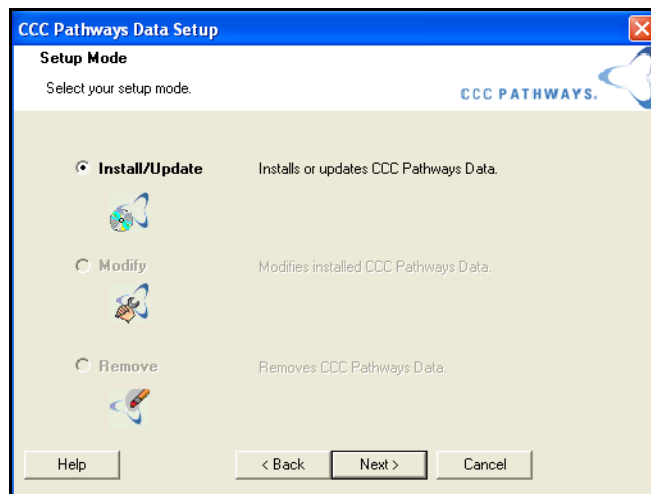 CCC Pathways Data Setup
Setup Mode
Select your setup mode.
CCC PATHWAYS.
Install/Update Installs or updates CCC Pathways Data.
Modify Modifies installed CCC Pathways Data.
Remove Removes CCC Pathways Data.
Help < Back Next > Cancel